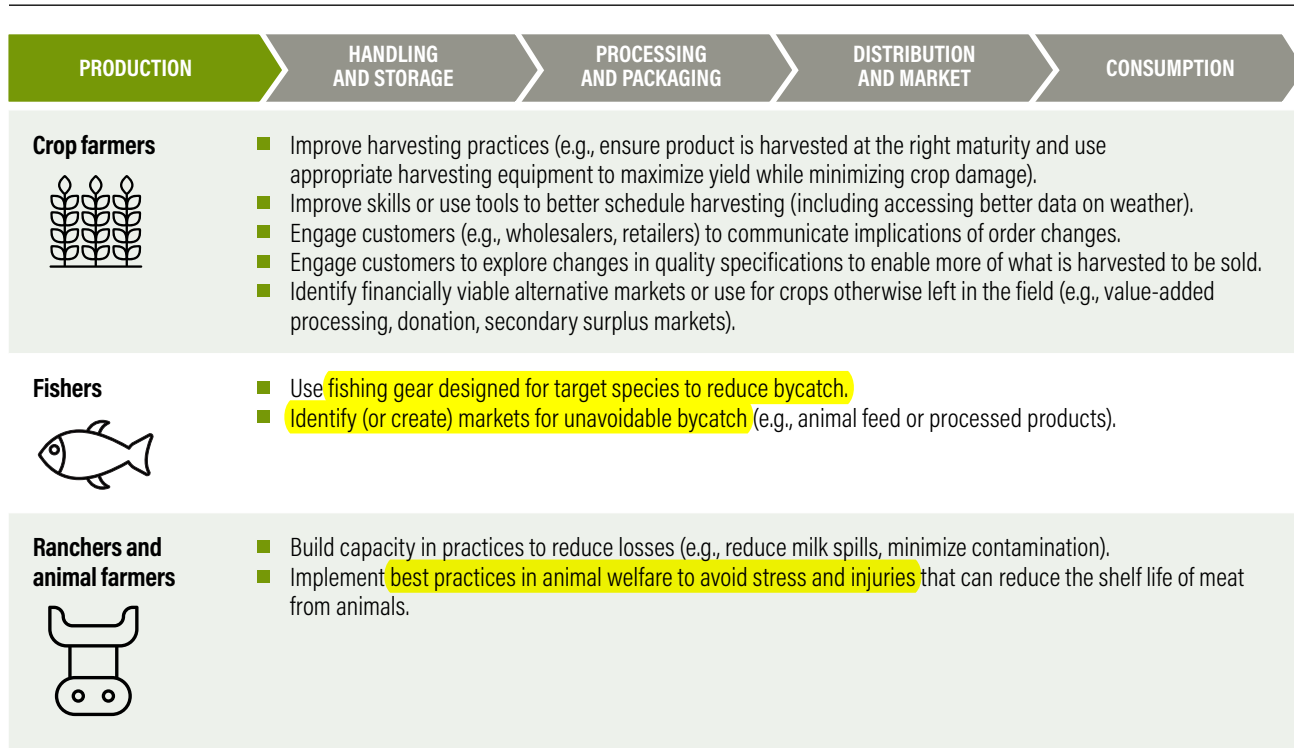 PRODUCTION
HANDLING
AND STORAGE
PROCESSING
AND PACKAGING
DISTRIBUTION
AND MARKET
CONSUMPTION
Crop farmers
Improve harvesting practices (e.g., ensure product is harvested at the right maturity and use
appropriate harvesting equipment to maximize yield while minimizing crop damage).
Improve skills or use tools to better schedule harvesting (including accessing better data on weather).
Engage customers (e.g., wholesalers, retailers) to communicate implications of order changes.
Engage customers to explore changes in quality specifications to enable more of what is harvested to be sold.
Identify financially viable alternative markets or use for crops otherwise left in the field (e.g., value-added
processing, donation, secondary surplus markets).
Fishers
Use fishing gear designed for target species to reduce bycatch.
Identify (or create) markets for unavoidable bycatch (e.g., animal feed or processed products).
Ranchers and
animal farmers
Build capacity in practices to reduce losses (e.g., reduce milk spills, minimize contamination).
Implement best practices in animal welfare to avoid stress and injuries that can reduce the shelf life of meat
from animals.